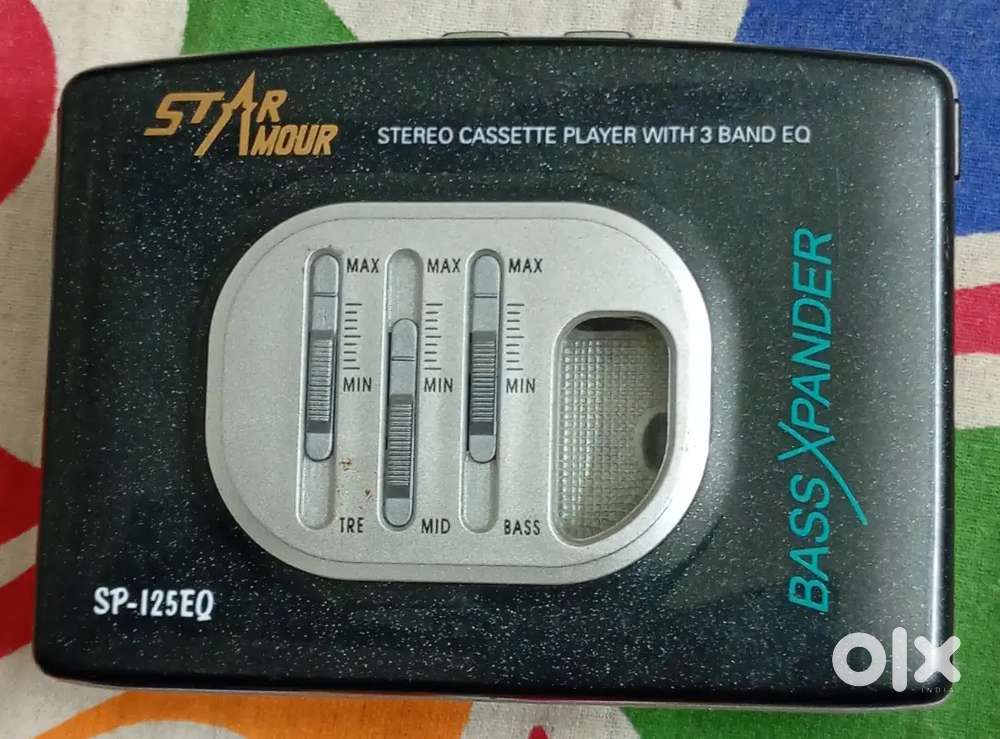 STAR
AMOUR
STEREO CASSETTE PLAYER WITH 3 BAND EQ
MAX MAX MAX
MIN MIN MIN
TRE MID BASS
BASS XPANDER
SP-125EQ
olx
INDIA